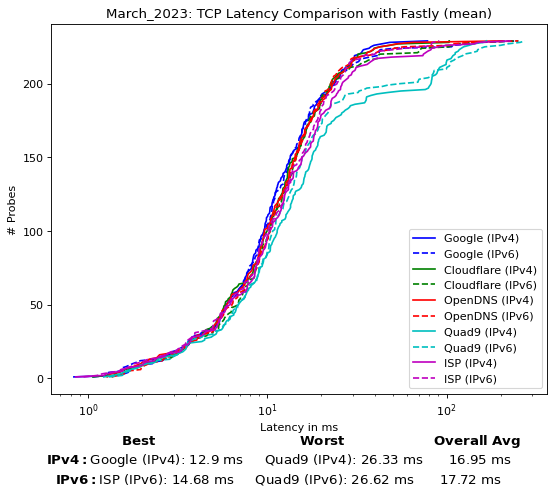 March_2023: TCP Latency Comparison with Fastly (mean)
# Probes
200
150
100
50
0
Google (IPv4)
Google (IPv6)
Cloudflare (IPv4)
Cloudflare (IPv6)
OpenDNS (IPv4)
OpenDNS (IPv6)
Quad9 (IPv4)
Quad9 (IPv6)
ISP (IPv4)
ISP (IPv6)
10⁰ 10¹ 10²
Latency in ms
Best Worst Overall Avg
IPv4: Google (IPv4): 12.9 ms Quad9 (IPv4): 26.33 ms 16.95 ms
IPv6: ISP (IPv6): 14.68 ms Quad9 (IPv6): 26.62 ms 17.72 ms